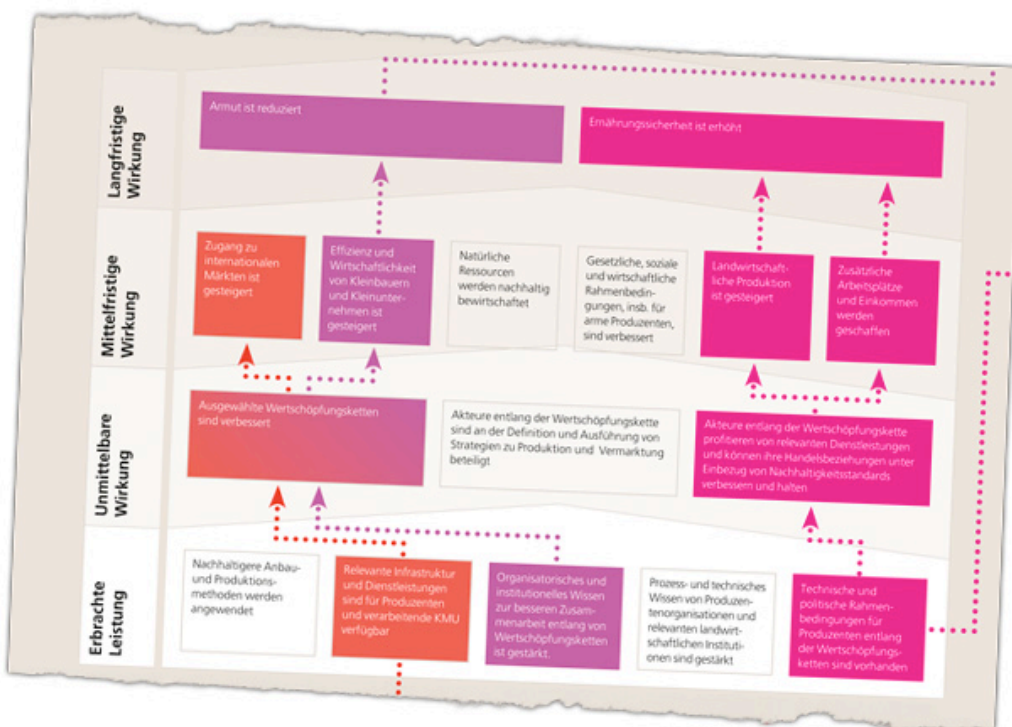 Langfristige
Wirkung
Armut ist reduziert
Ernährungssicherheit ist erhöht
Mittelfristige
Wirkung
Zugang zu
internationalen
Märkten ist
gesteigert
Effizienz und
Wirtschaftlichkeit
von Kleinbauern
und Kleinunter-
nehmen ist
gesteigert
Natürliche
Ressourcen
werden nachhaltig
bewirtschaftet
Gesetzliche, soziale
und wirtschaftliche
Rahmenbedin-
gungen, insb. für
arme Produzenten,
sind verbessert
Landwirtschaft-
liche Produktion
ist gesteigert
Zusätzliche
Arbeitsplätze
und Einkommen
werden
geschaffen
Unmittelbare
Wirkung
Ausgewählte Wertschöpfungsketten
sind verbessert
Akteure entlang der Wertschöpfungskette
sind an der Definition und Ausführung von
Strategien zu Produktion und Vermarktung
beteiligt
Akteure entlang der Wertschöpfungskette
profitieren von relevanten Dienstleistungen
und können ihre Handelsbeziehungen unter
Einbezug von Nachhaltigkeitsstandards
verbessern und halten
Erbrachte
Leistung
Nachhaltigere Anbau-
und Produktions-
methoden werden
angewendet
Relevante Infrastruktur
und Dienstleistungen
sind für Produzenten
und verarbeitende KMU
verfügbar
Organisatorisches und
institutionelles Wissen
zur besseren Zusam-
menarbeit entlang von
Wertschöpfungsketten
ist gestärkt.
Prozess- und technisches
Wissen von Produzen-
tenorganisationen und
relevanten landwirt-
schaftlichen Instituti-
onen sind gestärkt
Technische und
politische Rahmen-
bedingungen für
Produzenten entlang
der Wertschöpfungs-
ketten sind vorhanden